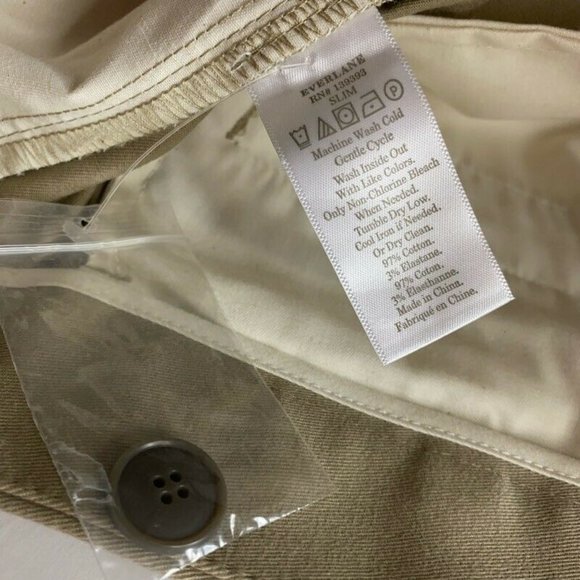 EVERLANE
RN# 139393
SLIM
Machine Wash Cold
Gentle Cycle
Wash Inside Out
With Like Colors.
Only Non-Chlorine Bleach
When Needed.
Tumble Dry Low.
Cool Iron if Needed.
Or Dry Clean.
97% Cotton.
3% Elastane.
97% Coton.
3% Élasthanne.
Made in China.
Fabriqué en Chine.